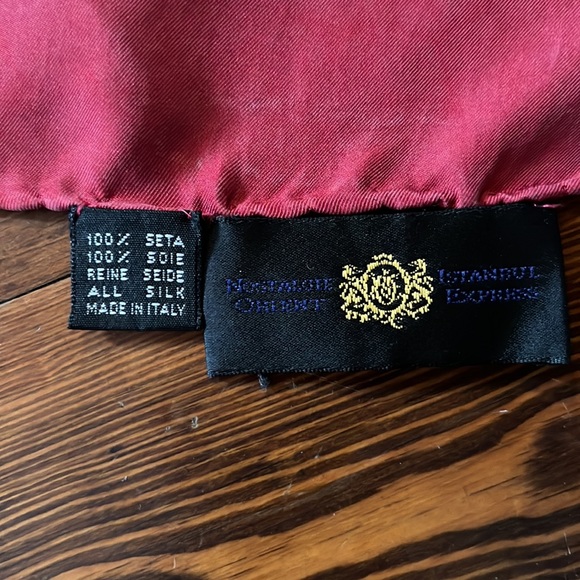 100% SETA
100% SOIE
REINE SEIDE
ALL SILK
MADE IN ITALY
NOSTALGIE ISTANBUL
ORIENT EXPRESS